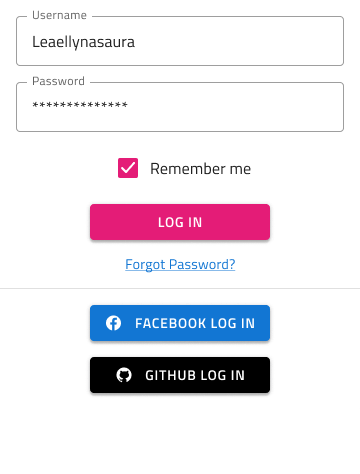 Username
Leaellynasaura
Password
**************
Remember me
LOG IN
Forgot Password?
FACEBOOK LOG IN
GITHUB LOG IN